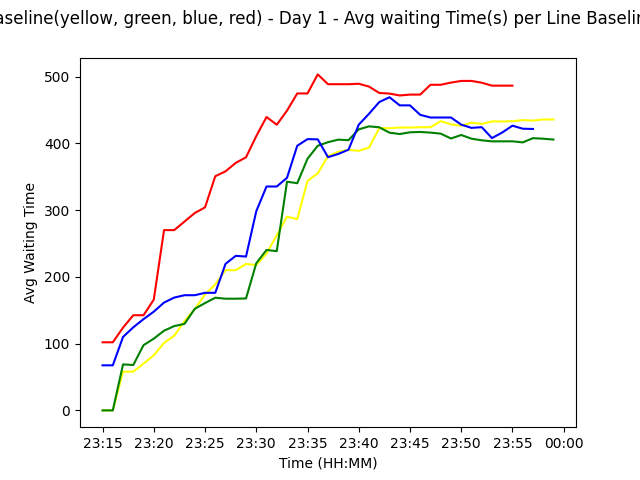 aseline(yellow, green, blue, red) - Day 1 - Avg waiting Time(s) per Line Baselin
500
400
300
200
100
0
Avg Waiting Time
23:15 23:20 23:25 23:30 23:35 23:40 23:45 23:50 23:55 00:00
Time (HH:MM)